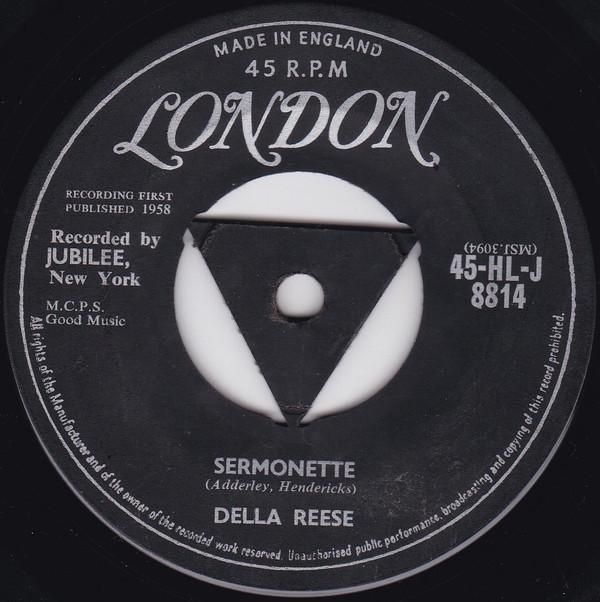 MADE IN ENGLAND
45 R.P.M
LONDON
RECORDING FIRST
PUBLISHED 1958
Recorded by
JUBILEE,
New York
M.C.P.S.
Good Music
(MSJ.3094)
45-HL-J
8814
SERMONETTE
(Adderley, Hendericks)
DELLA REESE
All rights of the Manufacturer and of the owner of the recorded work reserved. Unauthorised public performance, broadcasting and copying of this record prohibited.